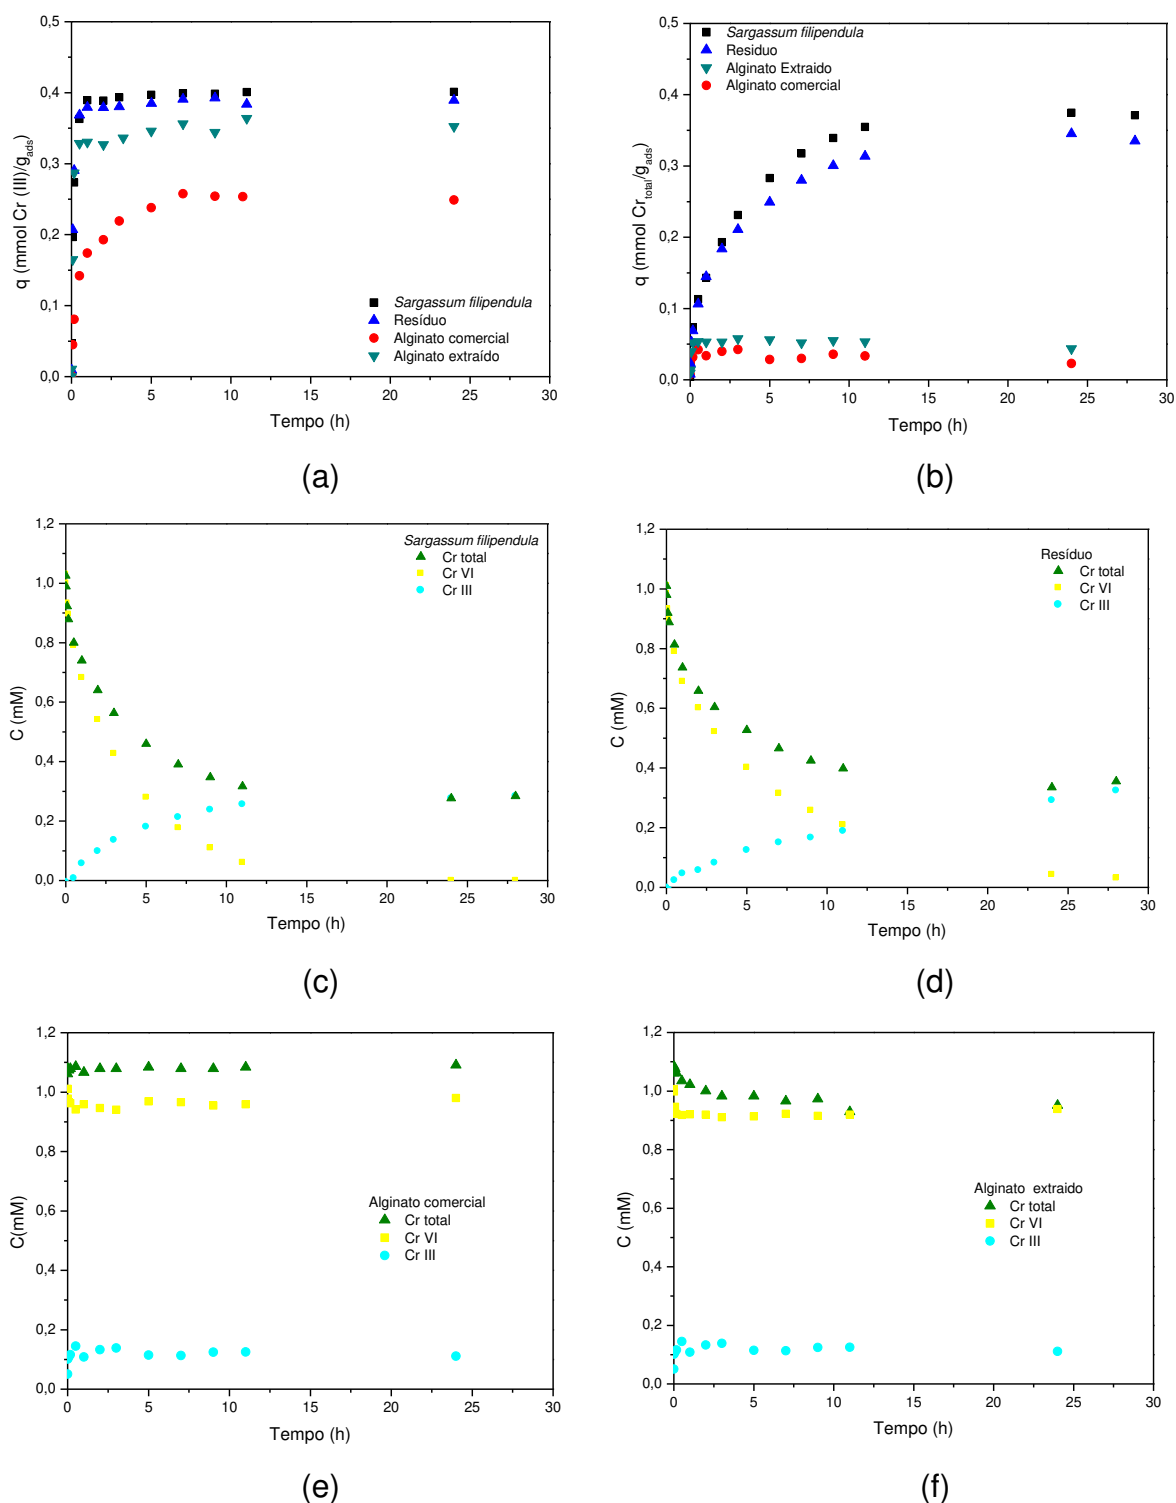 0,5
0,4
0,3
0,2
0,1
0,0
q (mmol Cr (III)/g_ads)
Sargassum filipendula
Resíduo
Alginato comercial
Alginato extraído
0 5 10 15 20 25 30
Tempo (h)
(a)
0,5
0,4
0,3
0,2
0,1
0,0
q (mmol Cr_total/g_ads)
Sargassum filipendula
Residuo
Alginato Extraido
Alginato comercial
0 5 10 15 20 25 30
Tempo (h)
(b)
1,2
1,0
0,8
0,6
0,4
0,2
0,0
C (mM)
Sargassum filipendula
Cr total
Cr VI
Cr III
0 5 10 15 20 25 30
Tempo (h)
(c)
1,2
1,0
0,8
0,6
0,4
0,2
0,0
C (mM)
Resíduo
Cr total
Cr VI
Cr III
0 5 10 15 20 25 30
Tempo (h)
(d)
1,2
1,0
0,8
0,6
0,4
0,2
0,0
C(mM)
Alginato comercial
Cr total
Cr VI
Cr III
0 5 10 15 20 25 30
Tempo (h)
(e)
1,2
1,0
0,8
0,6
0,4
0,2
0,0
C (mM)
Alginato extraido
Cr total
Cr VI
Cr III
0 5 10 15 20 25 30
Tempo (h)
(f)